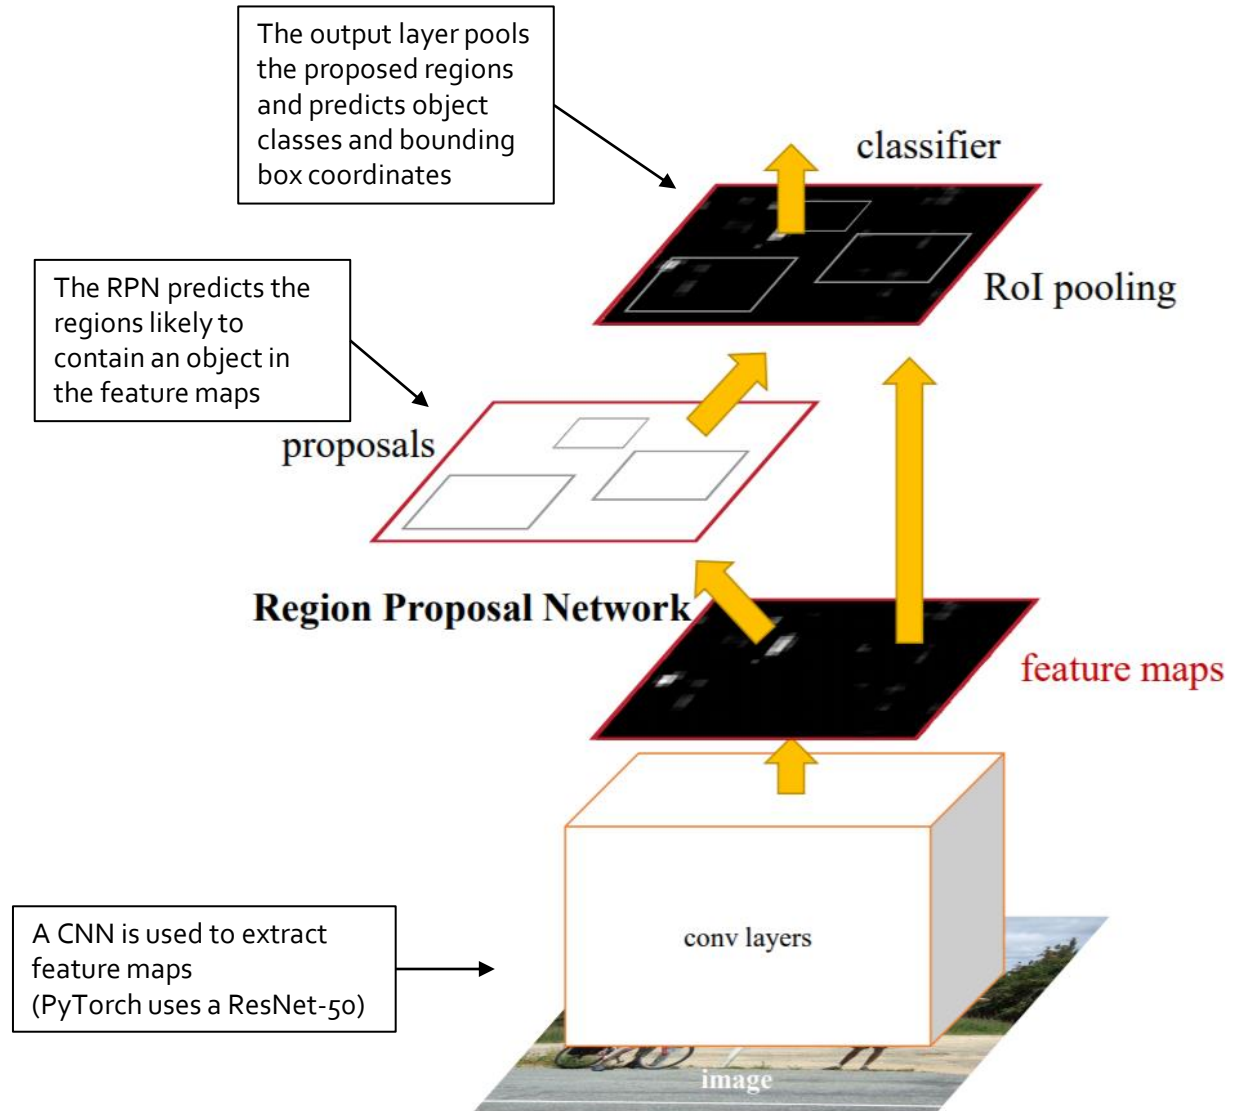 The output layer pools
the proposed regions
and predicts object
classes and bounding
box coordinates
classifier
RoI pooling
The RPN predicts the
regions likely to
contain an object in
the feature maps
proposals
Region Proposal Network
feature maps
conv layers
A CNN is used to extract
feature maps
(PyTorch uses a ResNet-50)
image